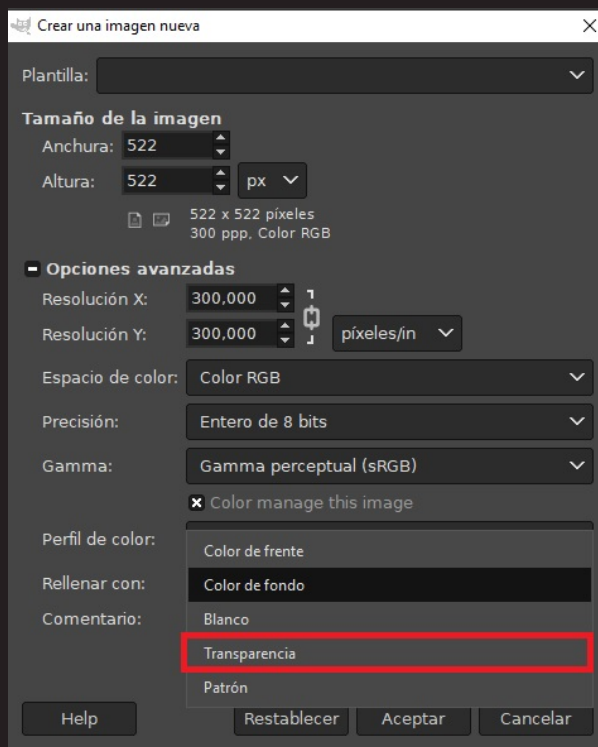 Crear una imagen nueva
Plantilla:
Tamaño de la imagen
Anchura: 522
Altura: 522 px
522 x 522 píxeles
300 ppp, Color RGB
Opciones avanzadas
Resolución X: 300,000
Resolución Y: 300,000 píxeles/in
Espacio de color: Color RGB
Precisión: Entero de 8 bits
Gamma: Gamma perceptual (sRGB)
Color manage this image
Perfil de color:
Color de frente
Rellenar con: Color de fondo
Comentario: Blanco
Transparencia
Patrón
Help Restablecer Aceptar Cancelar